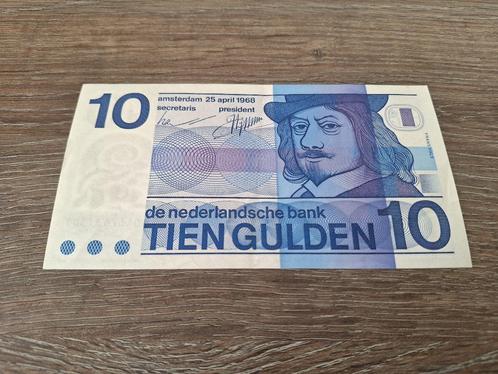 10
amsterdam 25 april 1968
secretaris president
de nederlandsche bank
TIEN GULDEN 10